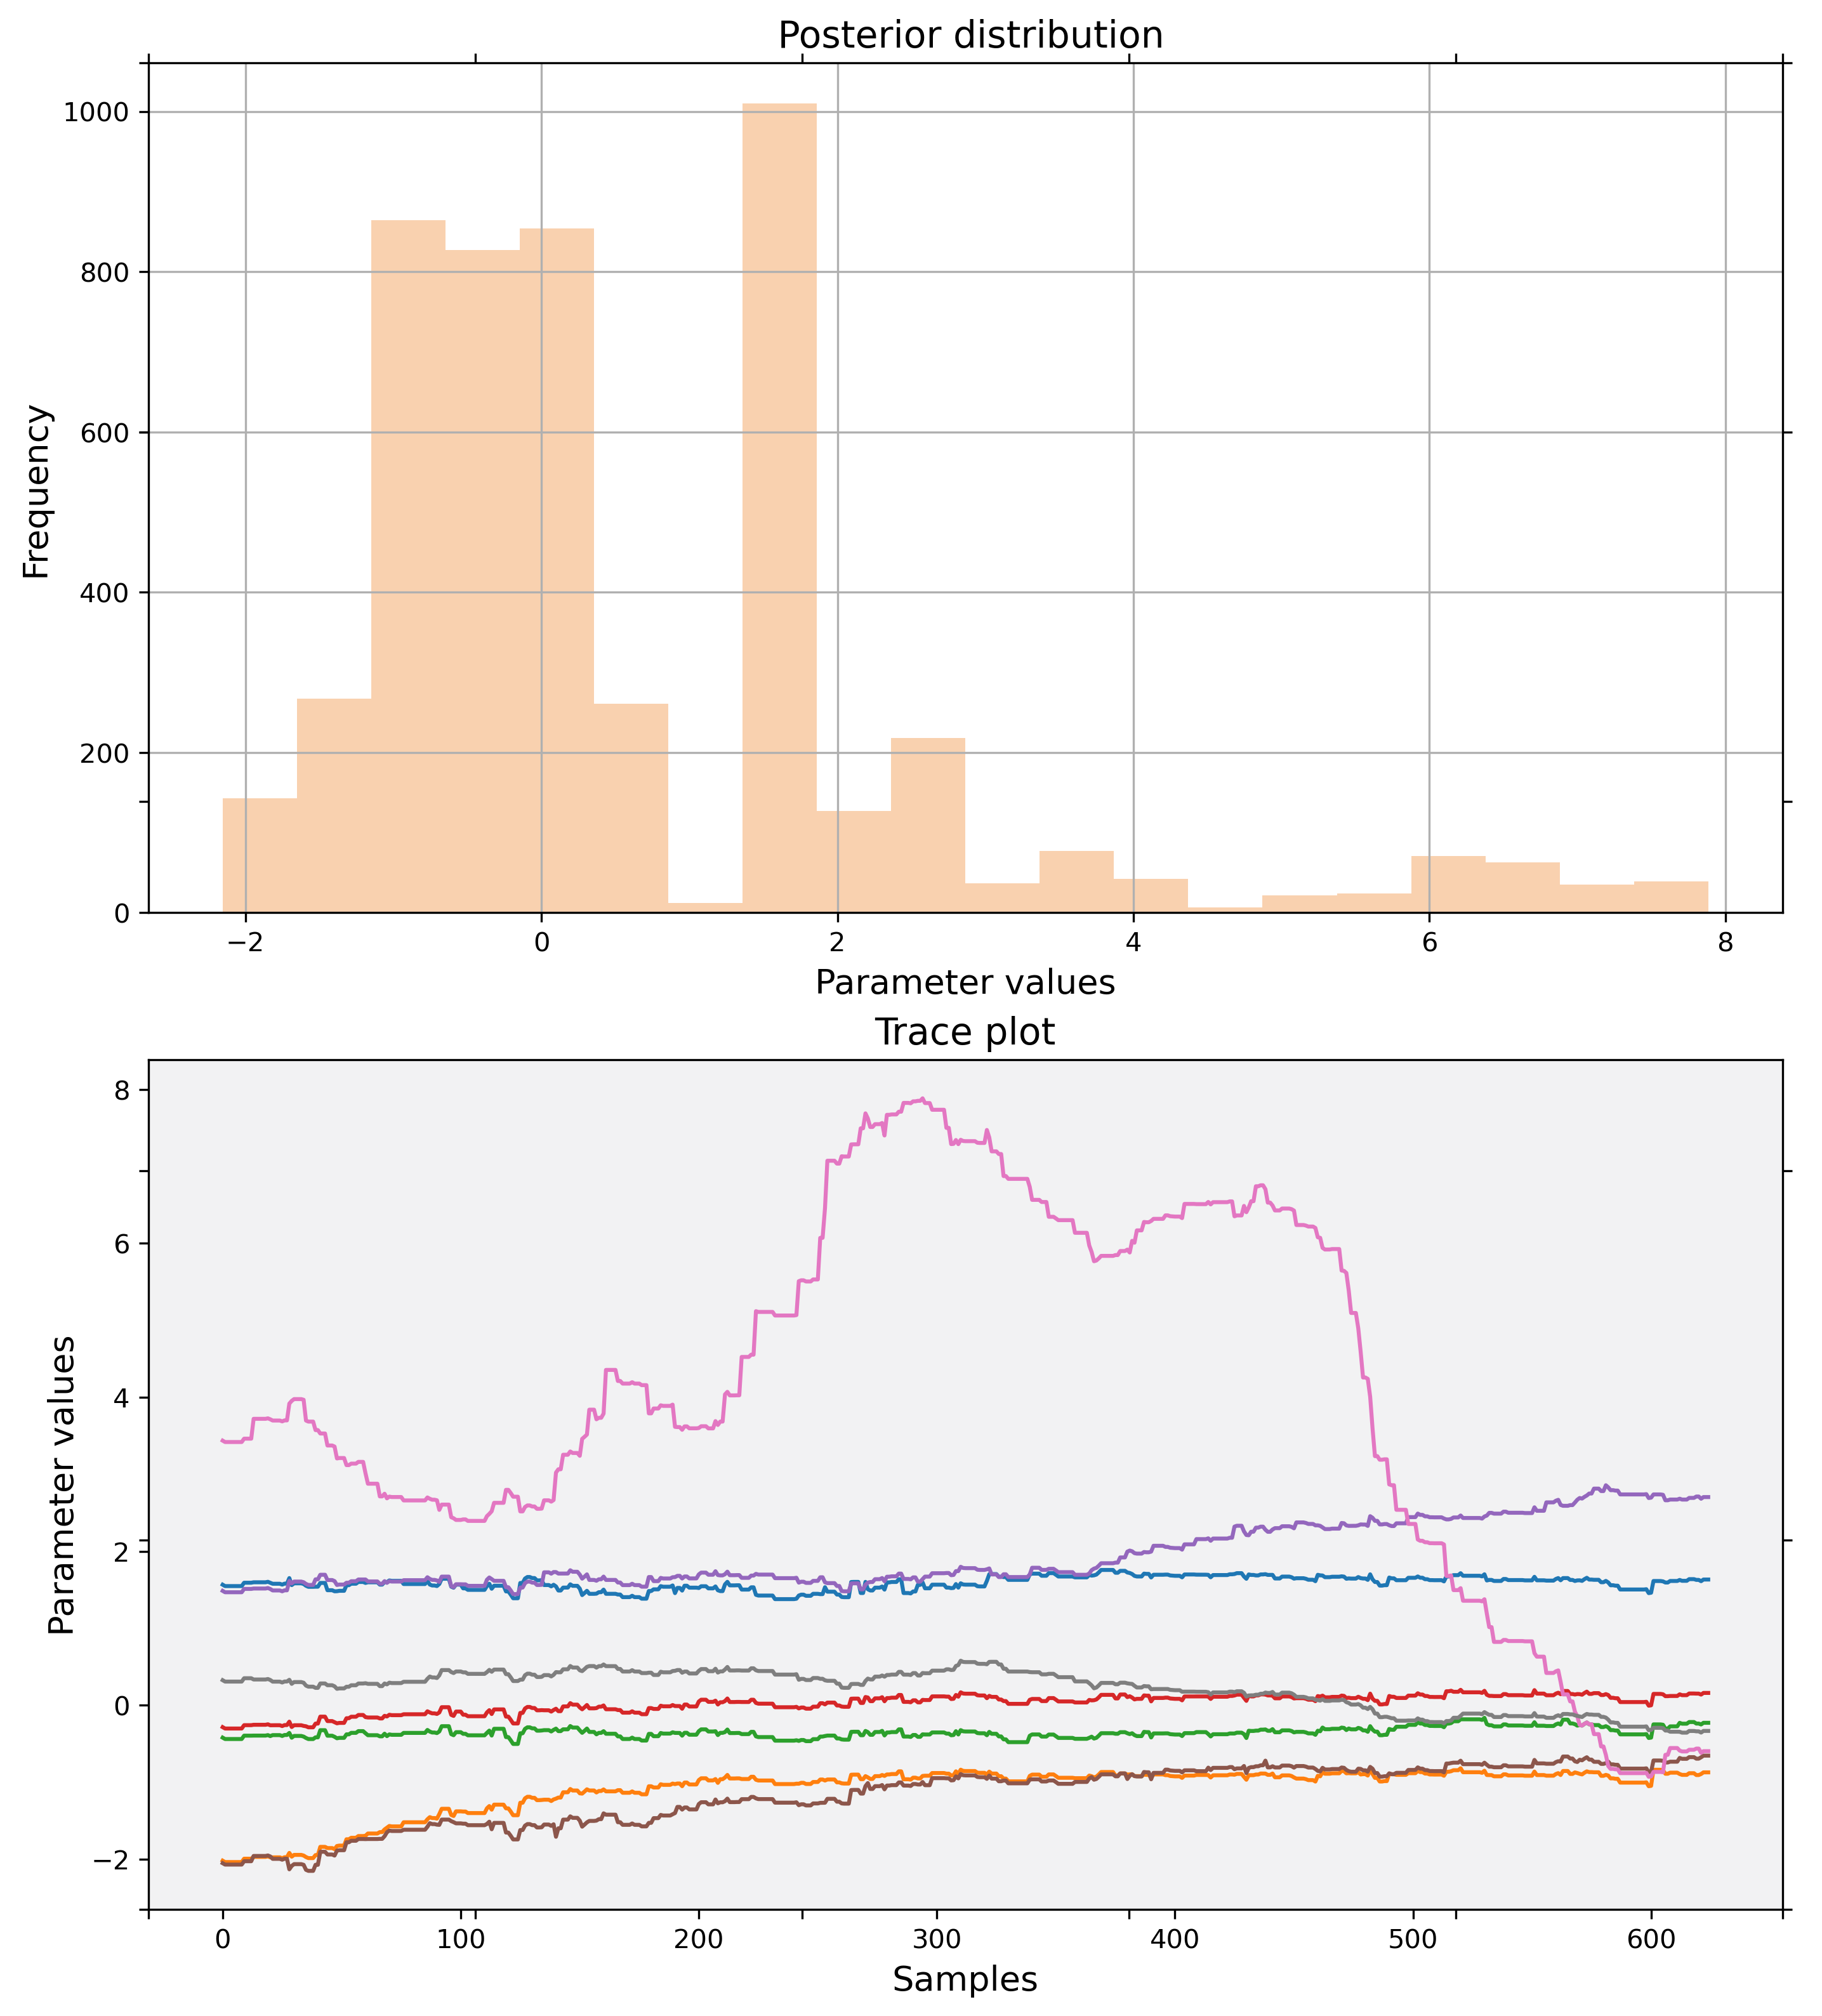 Posterior distribution
1000
800
600
400
200
0
Frequency
−2 0 2 4 6 8
Parameter values
Trace plot
8
6
4
2
0
−2
Parameter values
0 100 200 300 400 500 600
Samples